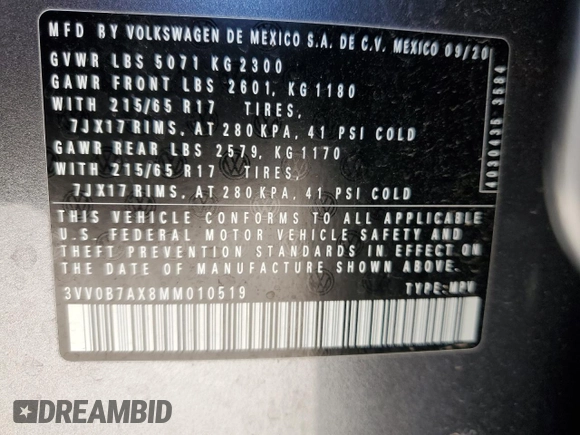 MFD BY VOLKSWAGEN DE MEXICO S.A. DE C.V. MEXICO 09/20
GVWR LBS 5071 KG 2300
GAWR FRONT LBS 2601, KG 1180
WITH 215/65 R17 TIRES,
7JX17 RIMS, AT 280 KPA, 41 PSI COLD
GAWR REAR LBS 2579, KG 1170
WITH 215/65 R17 TIRES,
7JX17 RIMS, AT 280 KPA, 41 PSI COLD
THIS VEHICLE CONFORMS TO ALL APPLICABLE
U.S. FEDERAL MOTOR VEHICLE SAFETY AND
THEFT PREVENTION STANDARDS IN EFFECT ON
THE DATE OF MANUFACTURE SHOWN ABOVE.
3VV0B7AX8MM010519 TYPE: MPV
4030436 3584
DREAMBID